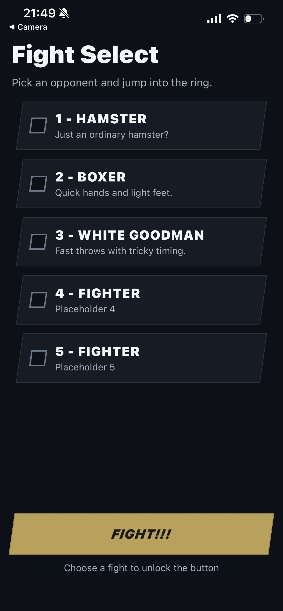 21:49
◀ Camera
Fight Select
Pick an opponent and jump into the ring.
1 - HAMSTER
Just an ordinary hamster?
2 - BOXER
Quick hands and light feet.
3 - WHITE GOODMAN
Fast throws with tricky timing.
4 - FIGHTER
Placeholder 4
5 - FIGHTER
Placeholder 5
FIGHT!!!
Choose a fight to unlock the button